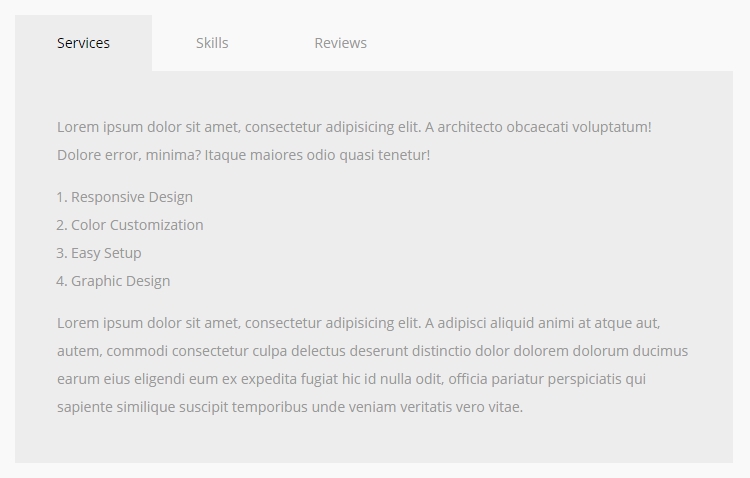 Services Skills Reviews
Lorem ipsum dolor sit amet, consectetur adipisicing elit. A architecto obcaecati voluptatum!
Dolore error, minima? Itaque maiores odio quasi tenetur!
1. Responsive Design
2. Color Customization
3. Easy Setup
4. Graphic Design
Lorem ipsum dolor sit amet, consectetur adipisicing elit. A adipisci aliquid animi at atque aut,
autem, commodi consectetur culpa delectus deserunt distinctio dolor dolorem dolorum ducimus
earum eius eligendi eum ex expedita fugiat hic id nulla odit, officia pariatur perspiciatis qui
sapiente similique suscipit temporibus unde veniam veritatis vero vitae.